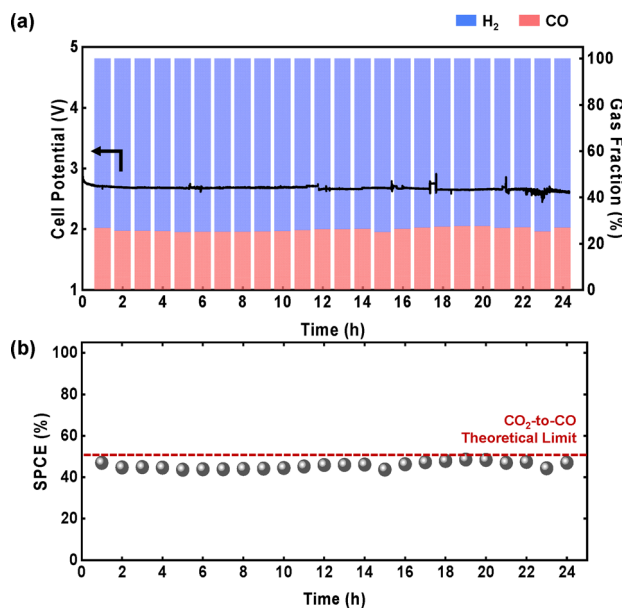 (a)
H₂ CO
5
4
3
2
1
Cell Potential (V)
100
80
60
40
20
0
Gas Fraction (%)
0 2 4 6 8 10 12 14 16 18 20 22 24
Time (h)
(b)
100
80
60
40
20
0
SPCE (%)
CO₂-to-CO
Theoretical Limit
0 2 4 6 8 10 12 14 16 18 20 22 24
Time (h)